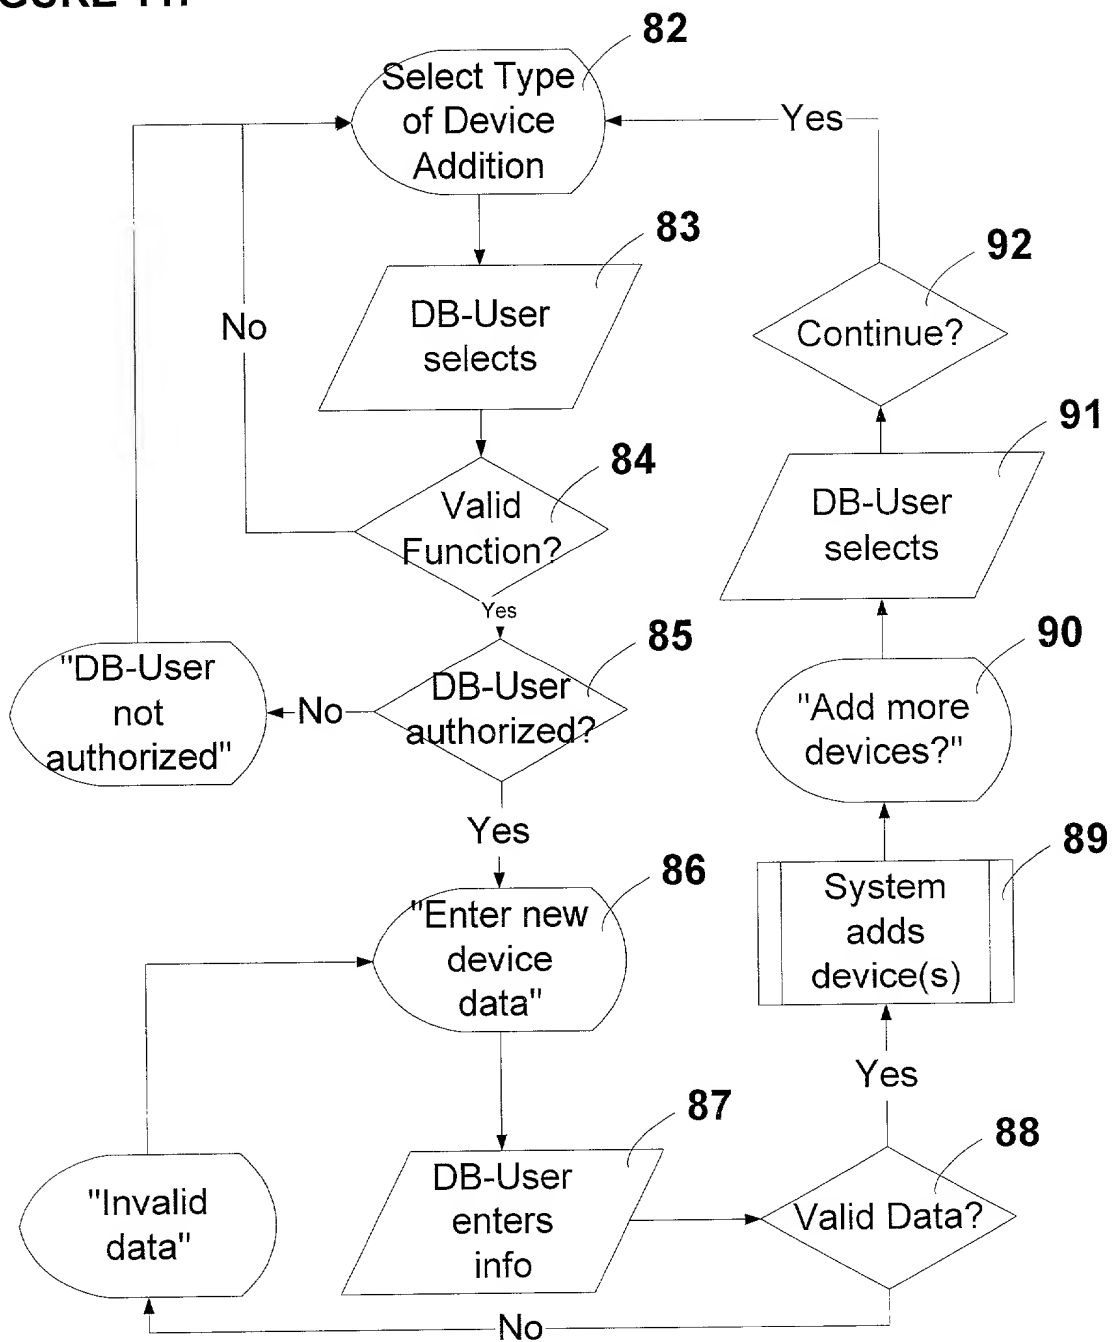 82
Select Type
of Device
Addition
Yes
83
92
DB-User
selects
No
Continue?
91
84
Valid
Function?
DB-User
selects
Yes
85
90
"DB-User
not
authorized"
No
DB-User
authorized?
"Add more
devices?"
Yes
89
86
System
adds
device(s)
"Enter new
device
data"
Yes
87
88
"Invalid
data"
DB-User
enters
info
Valid Data?
No